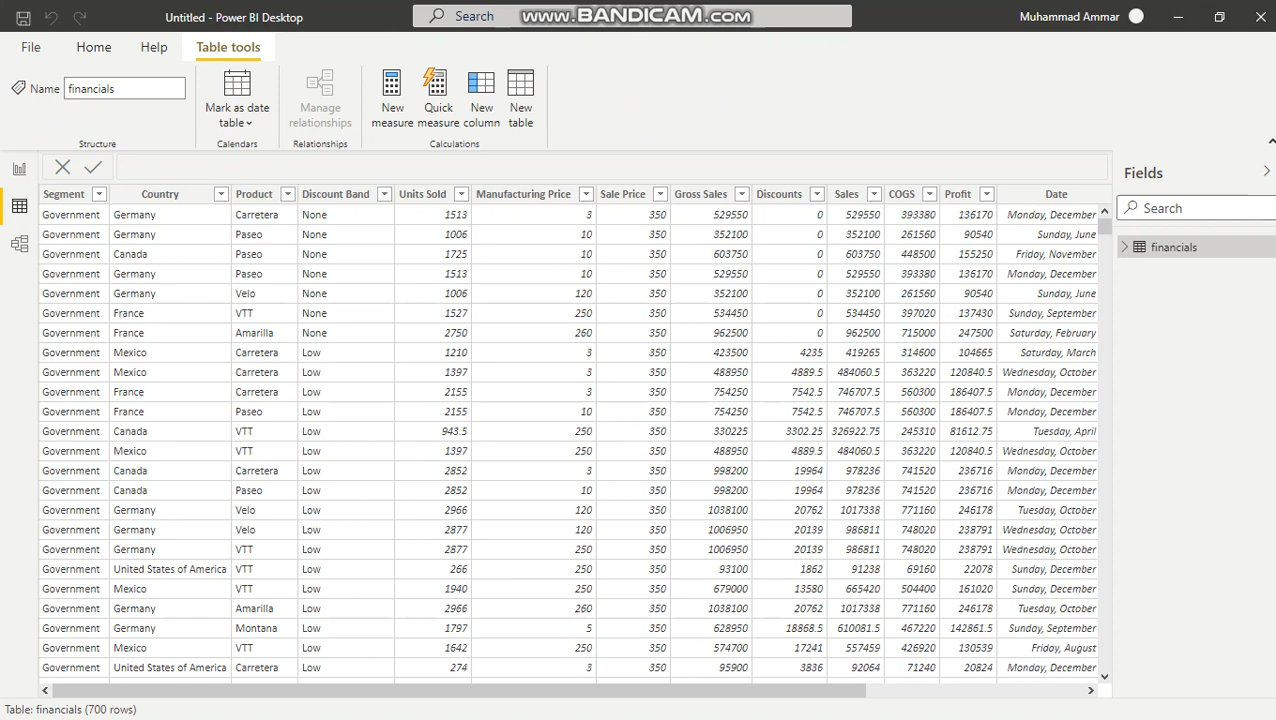 Untitled - Power BI Desktop
Search
www.BANDICAM.com
Muhammad Ammar
File Home Help Table tools
Name financials
Mark as date table
Manage relationships
New measure
Quick measure
New column
New table
Structure Calendars Relationships Calculations
Fields
Search
financials
Segment Country Product Discount Band Units Sold Manufacturing Price Sale Price Gross Sales Discounts Sales COGS Profit Date
Government Germany Carretera None 1513 3 350 529550 0 529550 393380 136170 Monday, December
Government Germany Paseo None 1006 10 350 352100 0 352100 261560 90540 Sunday, June
Government Canada Paseo None 1725 10 350 603750 0 603750 448500 155250 Friday, November
Government Germany Paseo None 1513 10 350 529550 0 529550 393380 136170 Monday, December
Government Germany Velo None 1006 120 350 352100 0 352100 261560 90540 Sunday, June
Government France VTT None 1527 250 350 534450 0 534450 397020 137430 Sunday, September
Government France Amarilla None 2750 260 350 962500 0 962500 715000 247500 Saturday, February
Government Mexico Carretera Low 1210 3 350 423500 4235 419265 314600 104665 Saturday, March
Government Mexico Carretera Low 1397 3 350 488950 4889.5 484060.5 363220 120840.5 Wednesday, October
Government France Carretera Low 2155 3 350 754250 7542.5 746707.5 560300 186407.5 Monday, December
Government France Paseo Low 2155 10 350 754250 7542.5 746707.5 560300 186407.5 Monday, December
Government Canada VTT Low 943.5 250 350 330225 3302.25 326922.75 245310 81612.75 Tuesday, April
Government Mexico VTT Low 1397 250 350 488950 4889.5 484060.5 363220 120840.5 Wednesday, October
Government Canada Carretera Low 2852 3 350 998200 19964 978236 741520 236716 Monday, December
Government Canada Paseo Low 2852 10 350 998200 19964 978236 741520 236716 Monday, December
Government Germany Velo Low 2966 120 350 1038100 20762 1017338 771160 246178 Tuesday, October
Government Germany Velo Low 2877 120 350 1006950 20139 986811 748020 238791 Wednesday, October
Government Germany VTT Low 2877 250 350 1006950 20139 986811 748020 238791 Wednesday, October
Government United States of America VTT Low 266 250 350 93100 1862 91238 69160 22078 Sunday, December
Government Mexico VTT Low 1940 250 350 679000 13580 665420 504400 161020 Sunday, December
Government Germany Amarilla Low 2966 260 350 1038100 20762 1017338 771160 246178 Tuesday, October
Government Germany Montana Low 1797 5 350 628950 18868.5 610081.5 467220 142861.5 Sunday, September
Government Mexico VTT Low 1642 250 350 574700 17241 557459 426920 130539 Friday, August
Government United States of America Carretera Low 274 3 350 95900 3836 92064 71240 20824 Monday, December
Table: financials (700 rows)